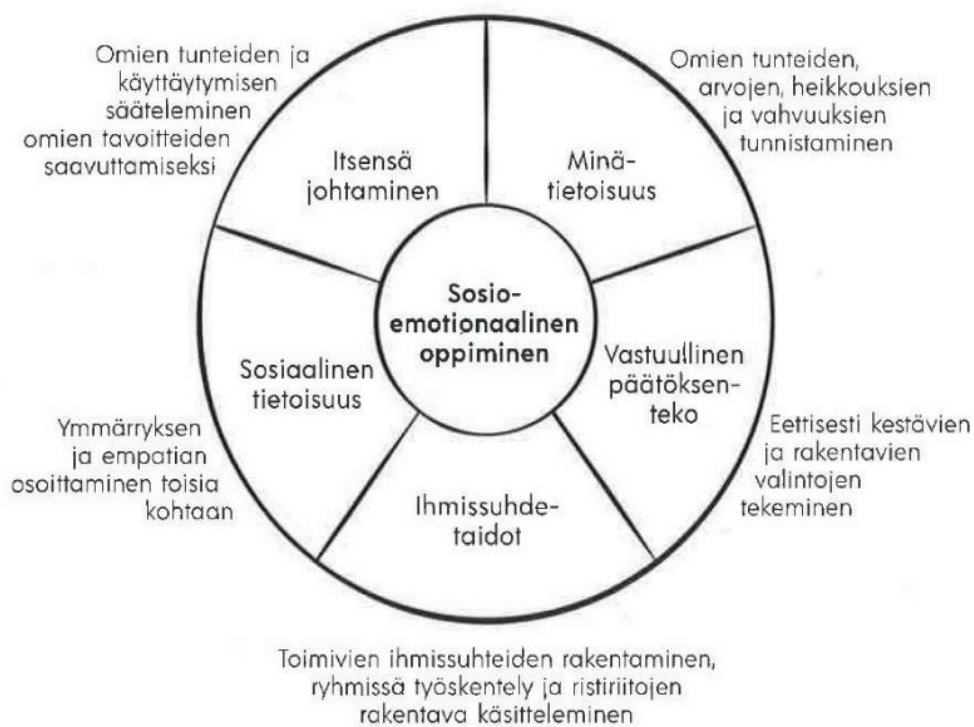 Omien tunteiden ja
käyttäytymisen
sääteleminen
omien tavoitteiden
saavuttamiseksi
Omien tunteiden,
arvojen, heikkouksien
ja vahvuuksien
tunnistaminen
Itsensä
johtaminen
Minä-
tietoisuus
Sosio-
emotionaalinen
oppiminen
Sosiaalinen
tietoisuus
Vastuullinen
päätöksen-
teko
Ymmärryksen
ja empatian
osoittaminen toisia
kohtaan
Eettisesti kestävien
ja rakentavien
valintojen
tekeminen
Ihmissuhde-
taidot
Toimivien ihmissuhteiden rakentaminen,
ryhmissä työskentely ja ristiriitojen
rakentava käsitteleminen